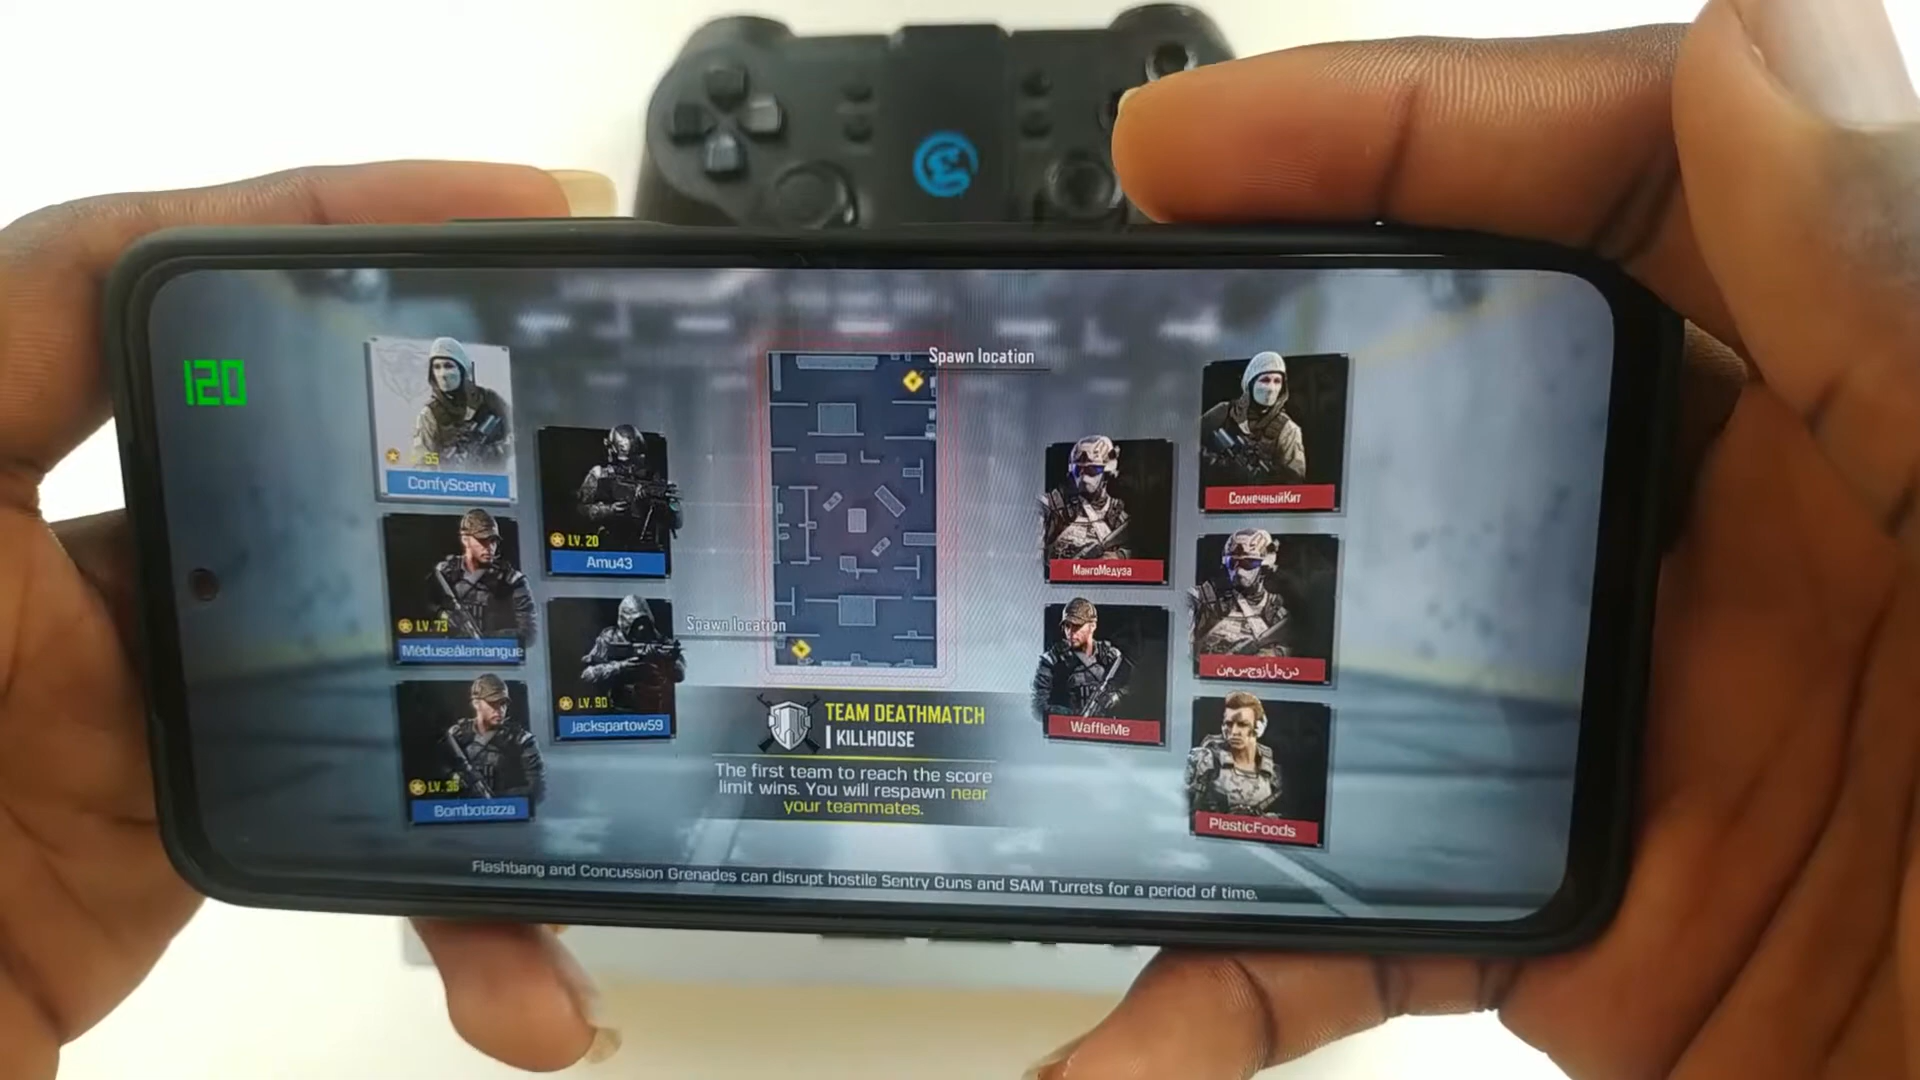 120
Spawn location
LV. 55
ConfyScenty
LV. 20
Amu43
LV. 73
Méduseàlamangue
LV. 90
Jackspartow59
LV. 36
Bombotazza
Spawn location
СолнечныйКит
МангоМедуза
WaffleMe
PlasticFoods
TEAM DEATHMATCH
KILLHOUSE
The first team to reach the score
limit wins. You will respawn near
your teammates.
Flashbang and Concussion Grenades can disrupt hostile Sentry Guns and SAM Turrets for a period of time.